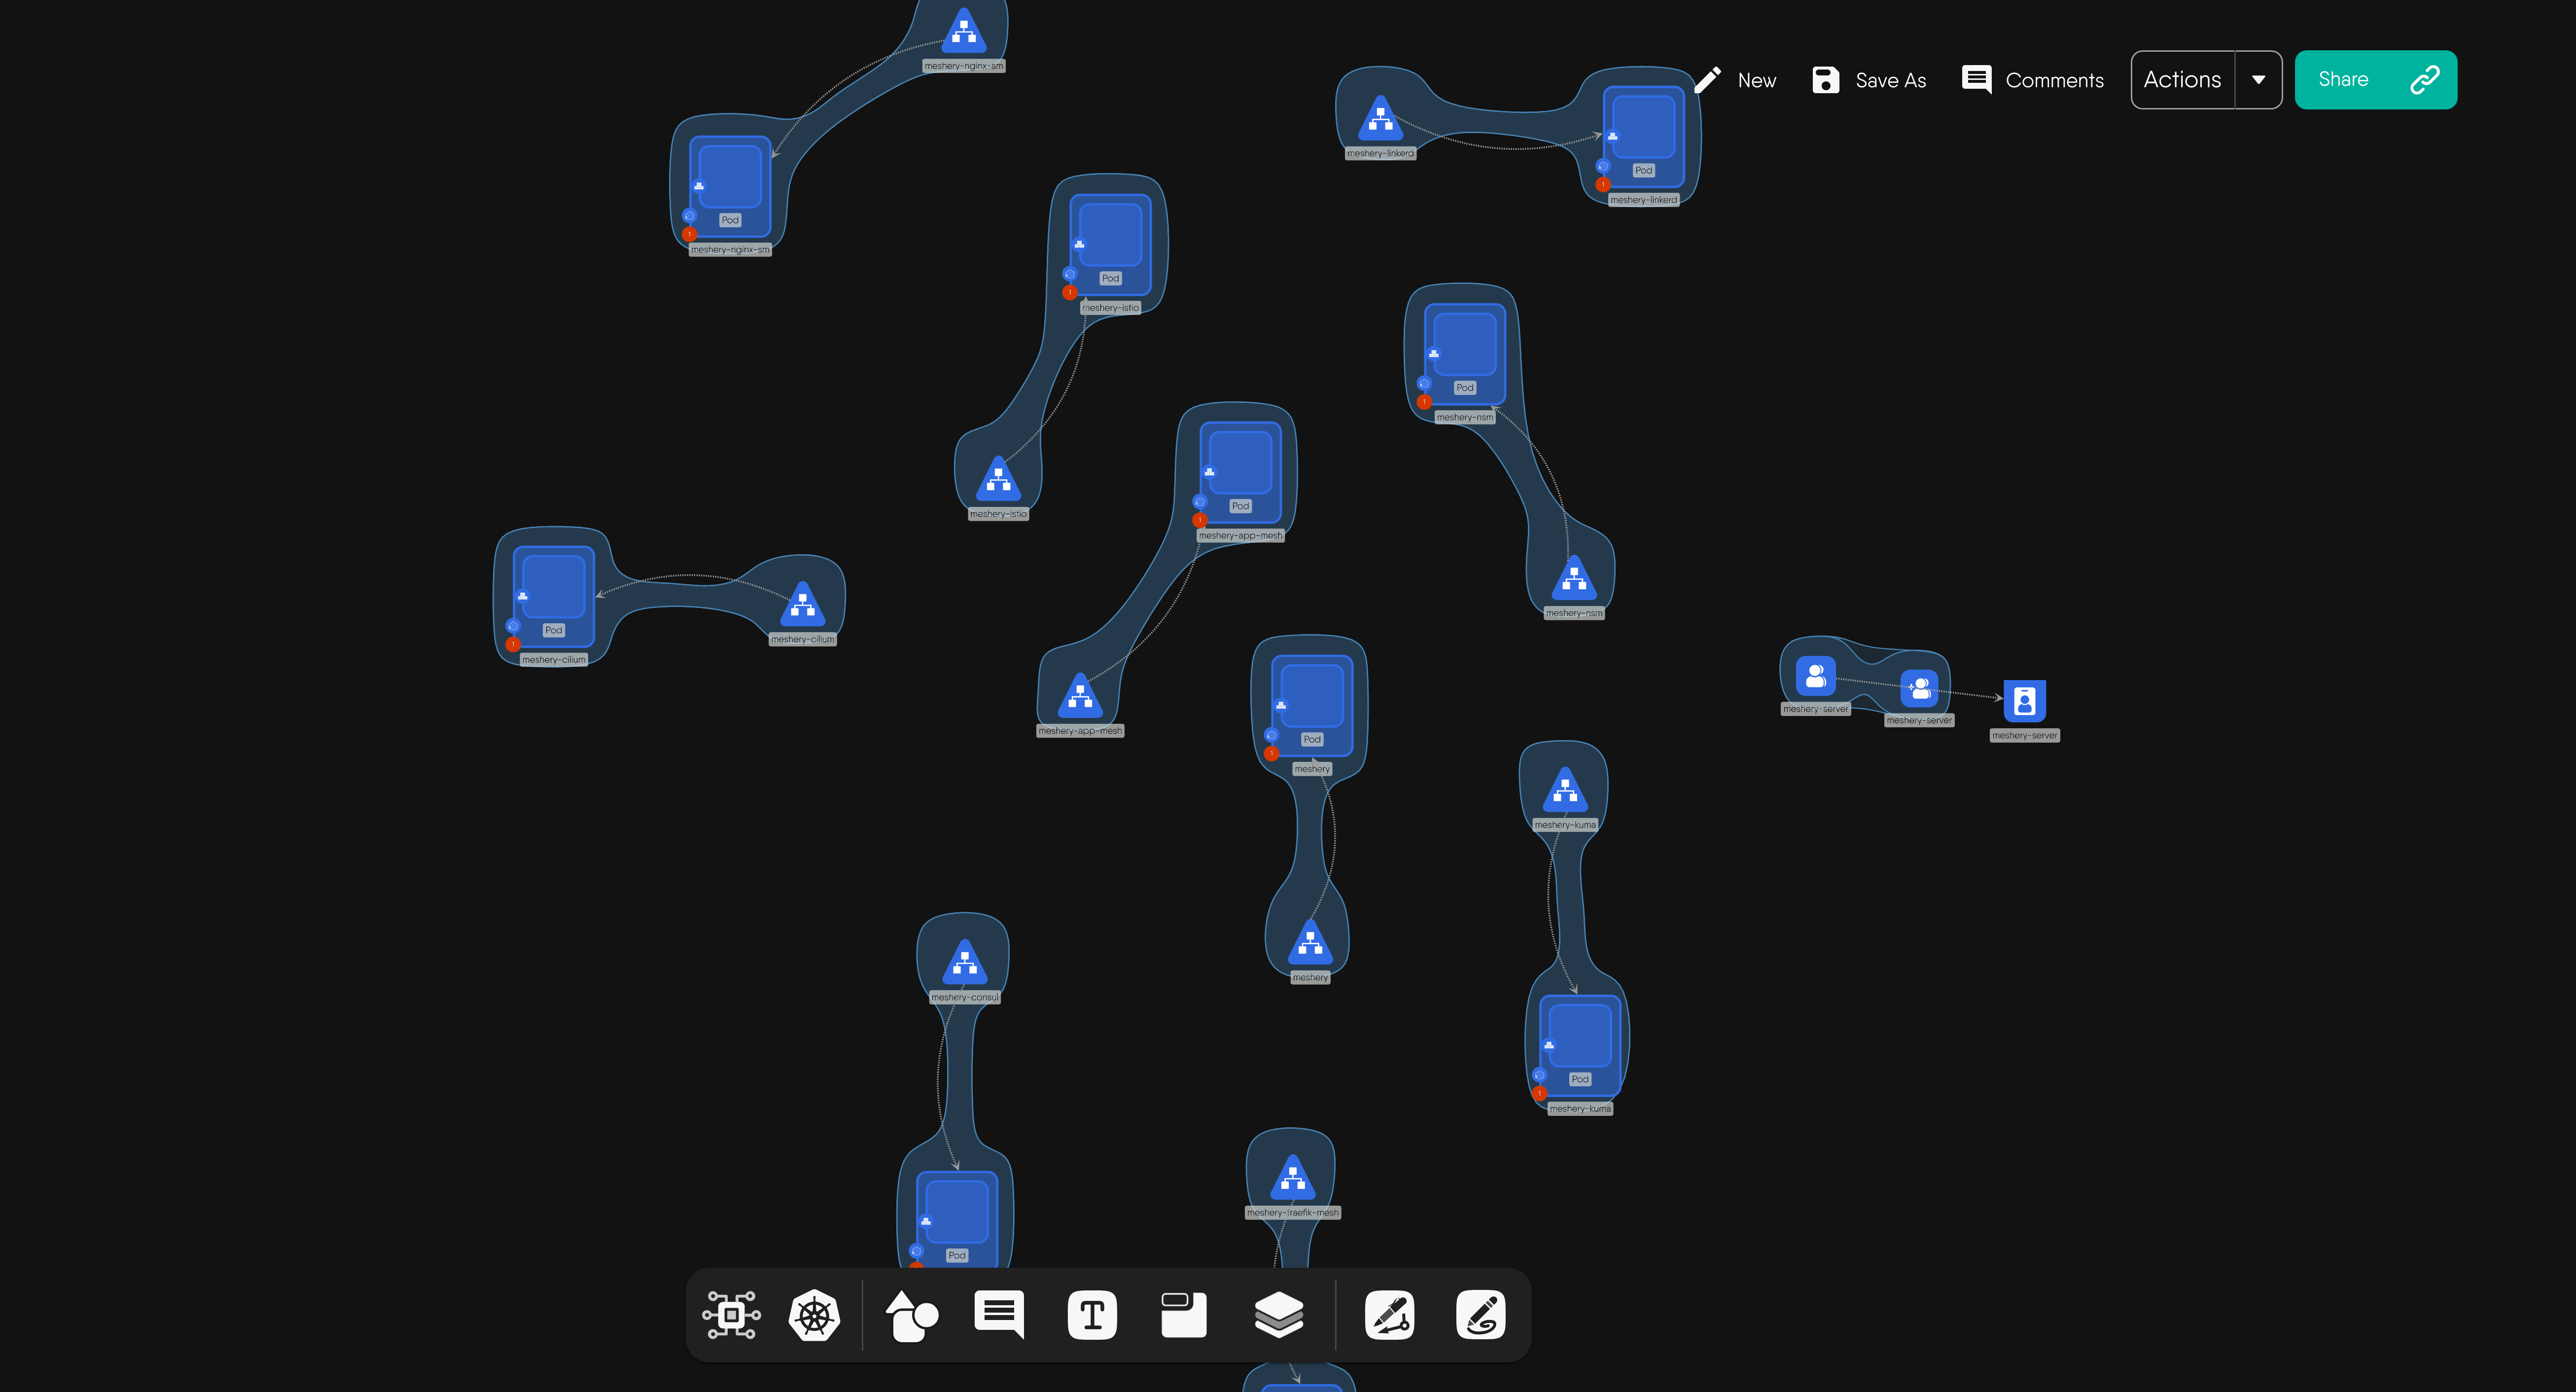 meshery-nginx-sm
New
Save As
Comments
Actions
Share
meshery-linkerd
Pod
meshery-linkerd
Pod
meshery-nginx-sm
Pod
meshery-istio
Pod
meshery-nsm
meshery-istio
Pod
meshery-app-mesh
meshery-nsm
Pod
meshery-cilium
meshery-cilium
meshery-server
meshery-server
meshery-server
meshery-app-mesh
Pod
meshery
meshery-kuma
meshery
meshery-consul
Pod
meshery-kuma
meshery-traefik-mesh
Pod
T